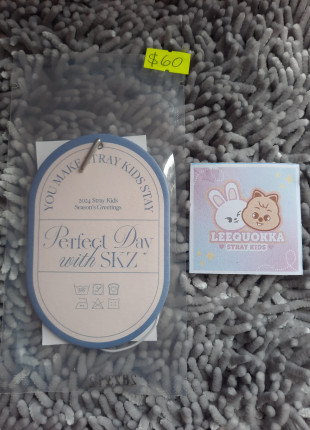 $60
YOU MAKE STRAY KIDS STAY
2024 Stray Kids
Season's Greetings
Perfect Day
with SKZ
LEEQUOKKA
STRAY KIDS